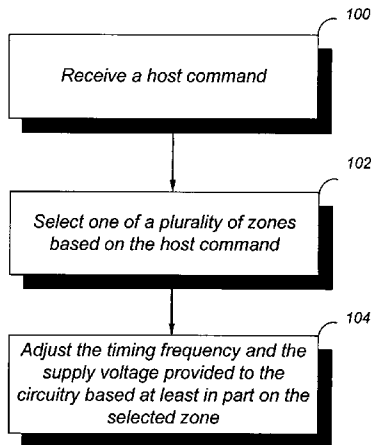 100
Receive a host command
102
Select one of a plurality of zones
based on the host command
104
Adjust the timing frequency and the
supply voltage provided to the
circuitry based at least in part on the
selected zone